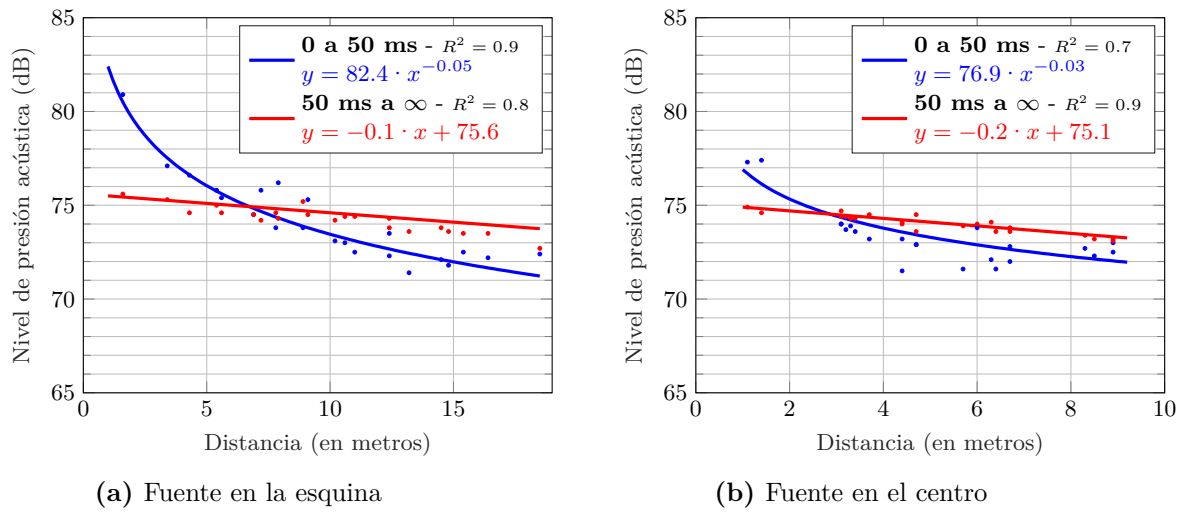 85
80
75
70
65
0
5
10
15
Nivel de presión acústica (dB)
Distancia (en metros)
0 a 50 ms - R² = 0.9
y = 82.4 · x^−0.05
50 ms a ∞ - R² = 0.8
y = −0.1 · x + 75.6
(a) Fuente en la esquina
85
80
75
70
65
0
2
4
6
8
10
Nivel de presión acústica (dB)
Distancia (en metros)
0 a 50 ms - R² = 0.7
y = 76.9 · x^−0.03
50 ms a ∞ - R² = 0.9
y = −0.2 · x + 75.1
(b) Fuente en el centro